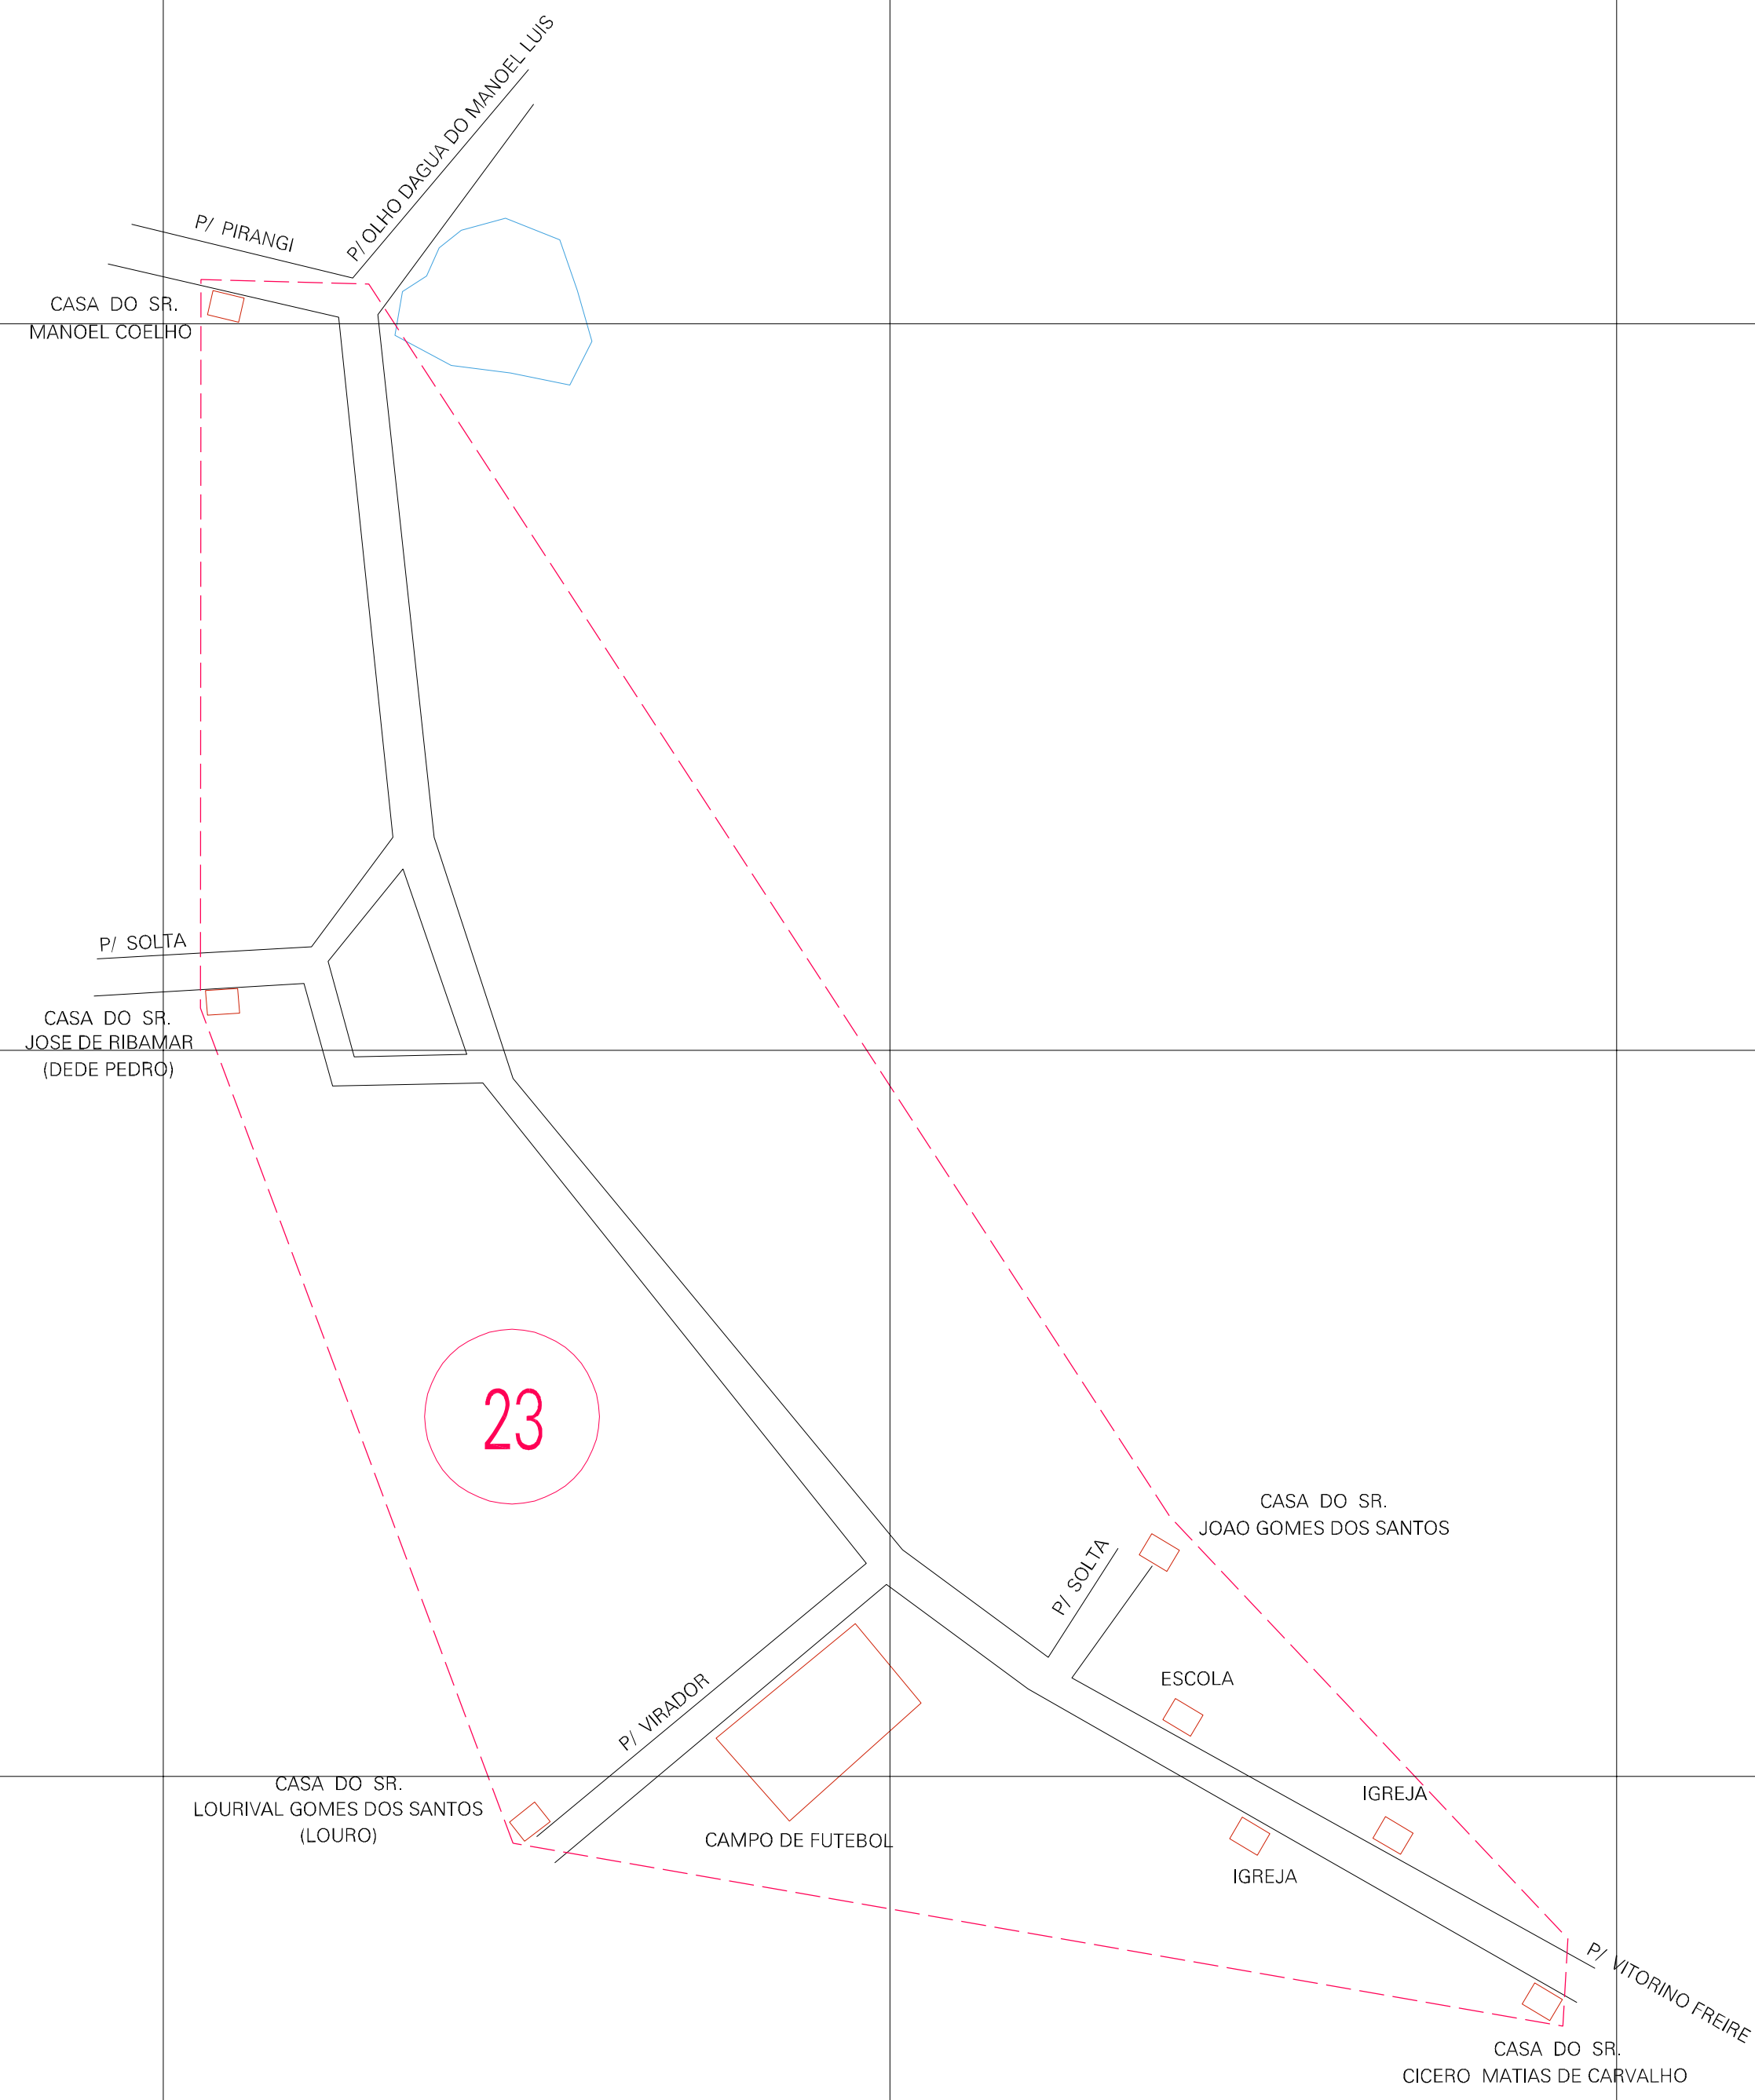 P/ OLHO DAGUA DO MANOEL LUIS
P/ PIRANGI
CASA DO SR.
MANOEL COELHO
P/ SOLTA
CASA DO SR.
JOSE DE RIBAMAR
(DEDE PEDRO)
23
CASA DO SR.
JOAO GOMES DOS SANTOS
P/ SOLTA
ESCOLA
P/ VIRADOR
CASA DO SR.
LOURIVAL GOMES DOS SANTOS
(LOURO)
CAMPO DE FUTEBOL
IGREJA
IGREJA
P/ VITORINO FREIRE
CASA DO SR.
CICERO MATIAS DE CARVALHO